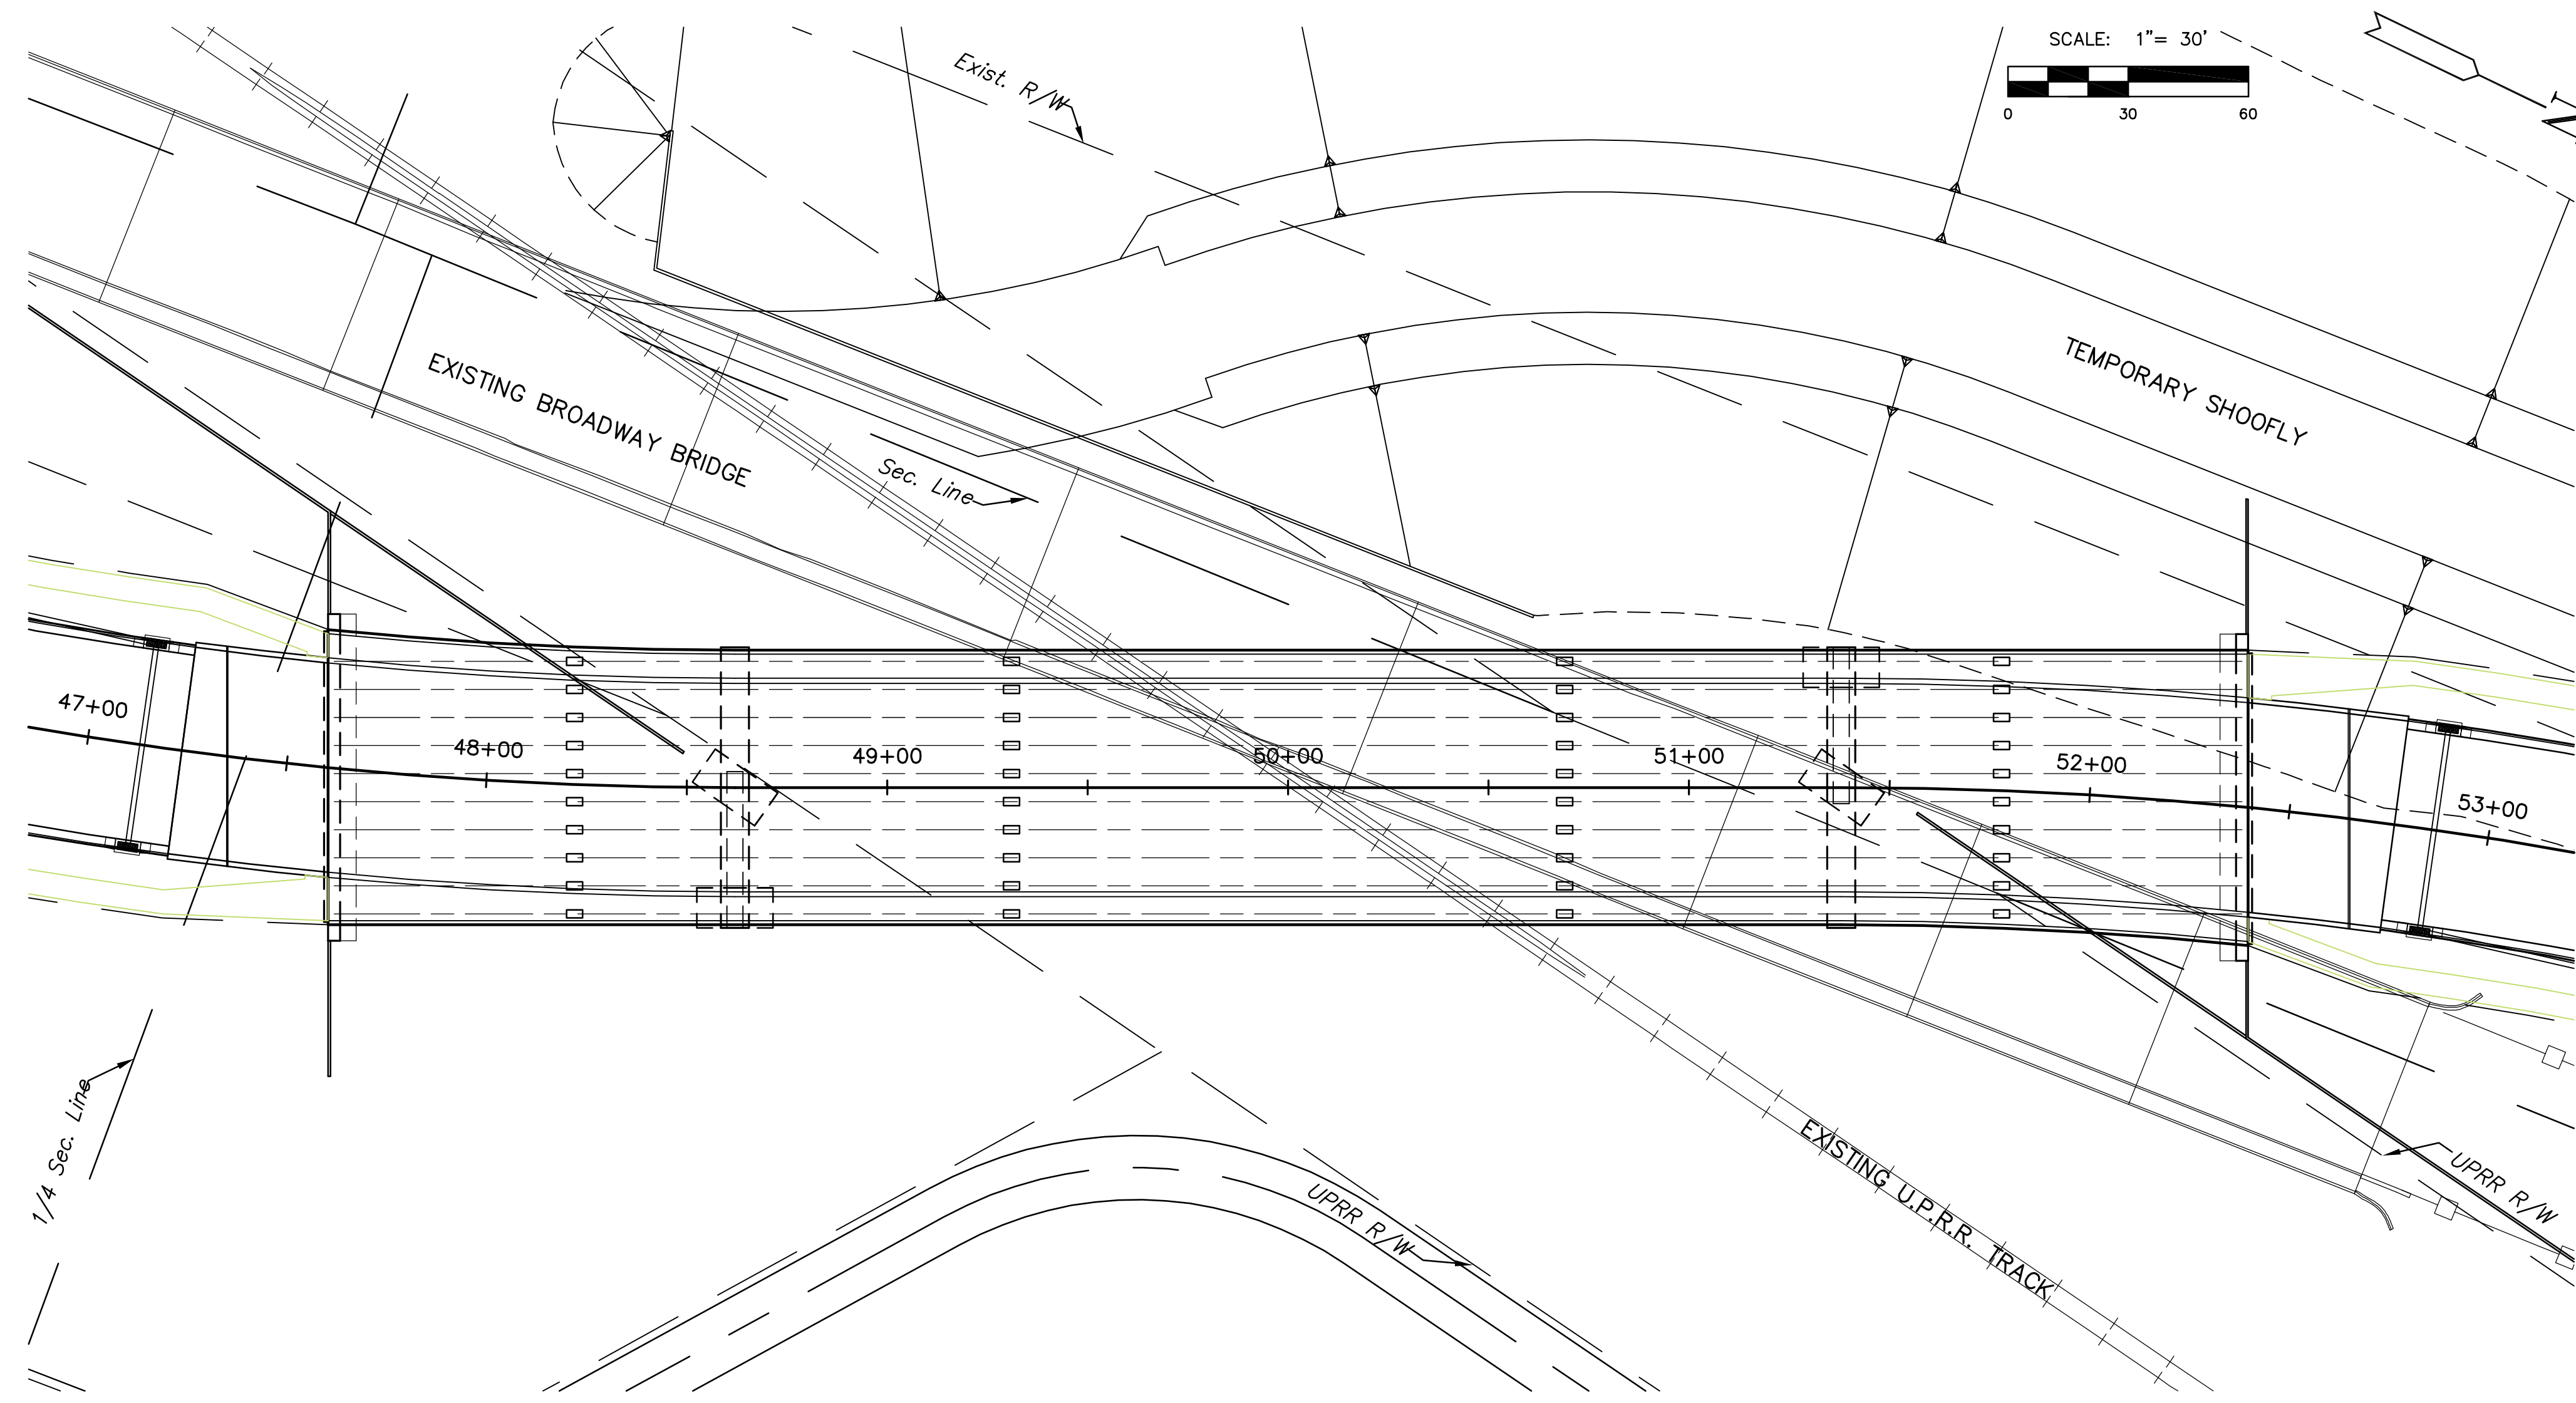 SCALE: 1"= 30'
0 30 60
Exist. R/W
TEMPORARY SHOOFLY
EXISTING BROADWAY BRIDGE
Sec. Line
47+00
48+00
49+00
50+00
51+00
52+00
53+00
1/4 Sec. Line
UPRR R/W
EXISTING U.P.R.R. TRACK
UPRR R/W